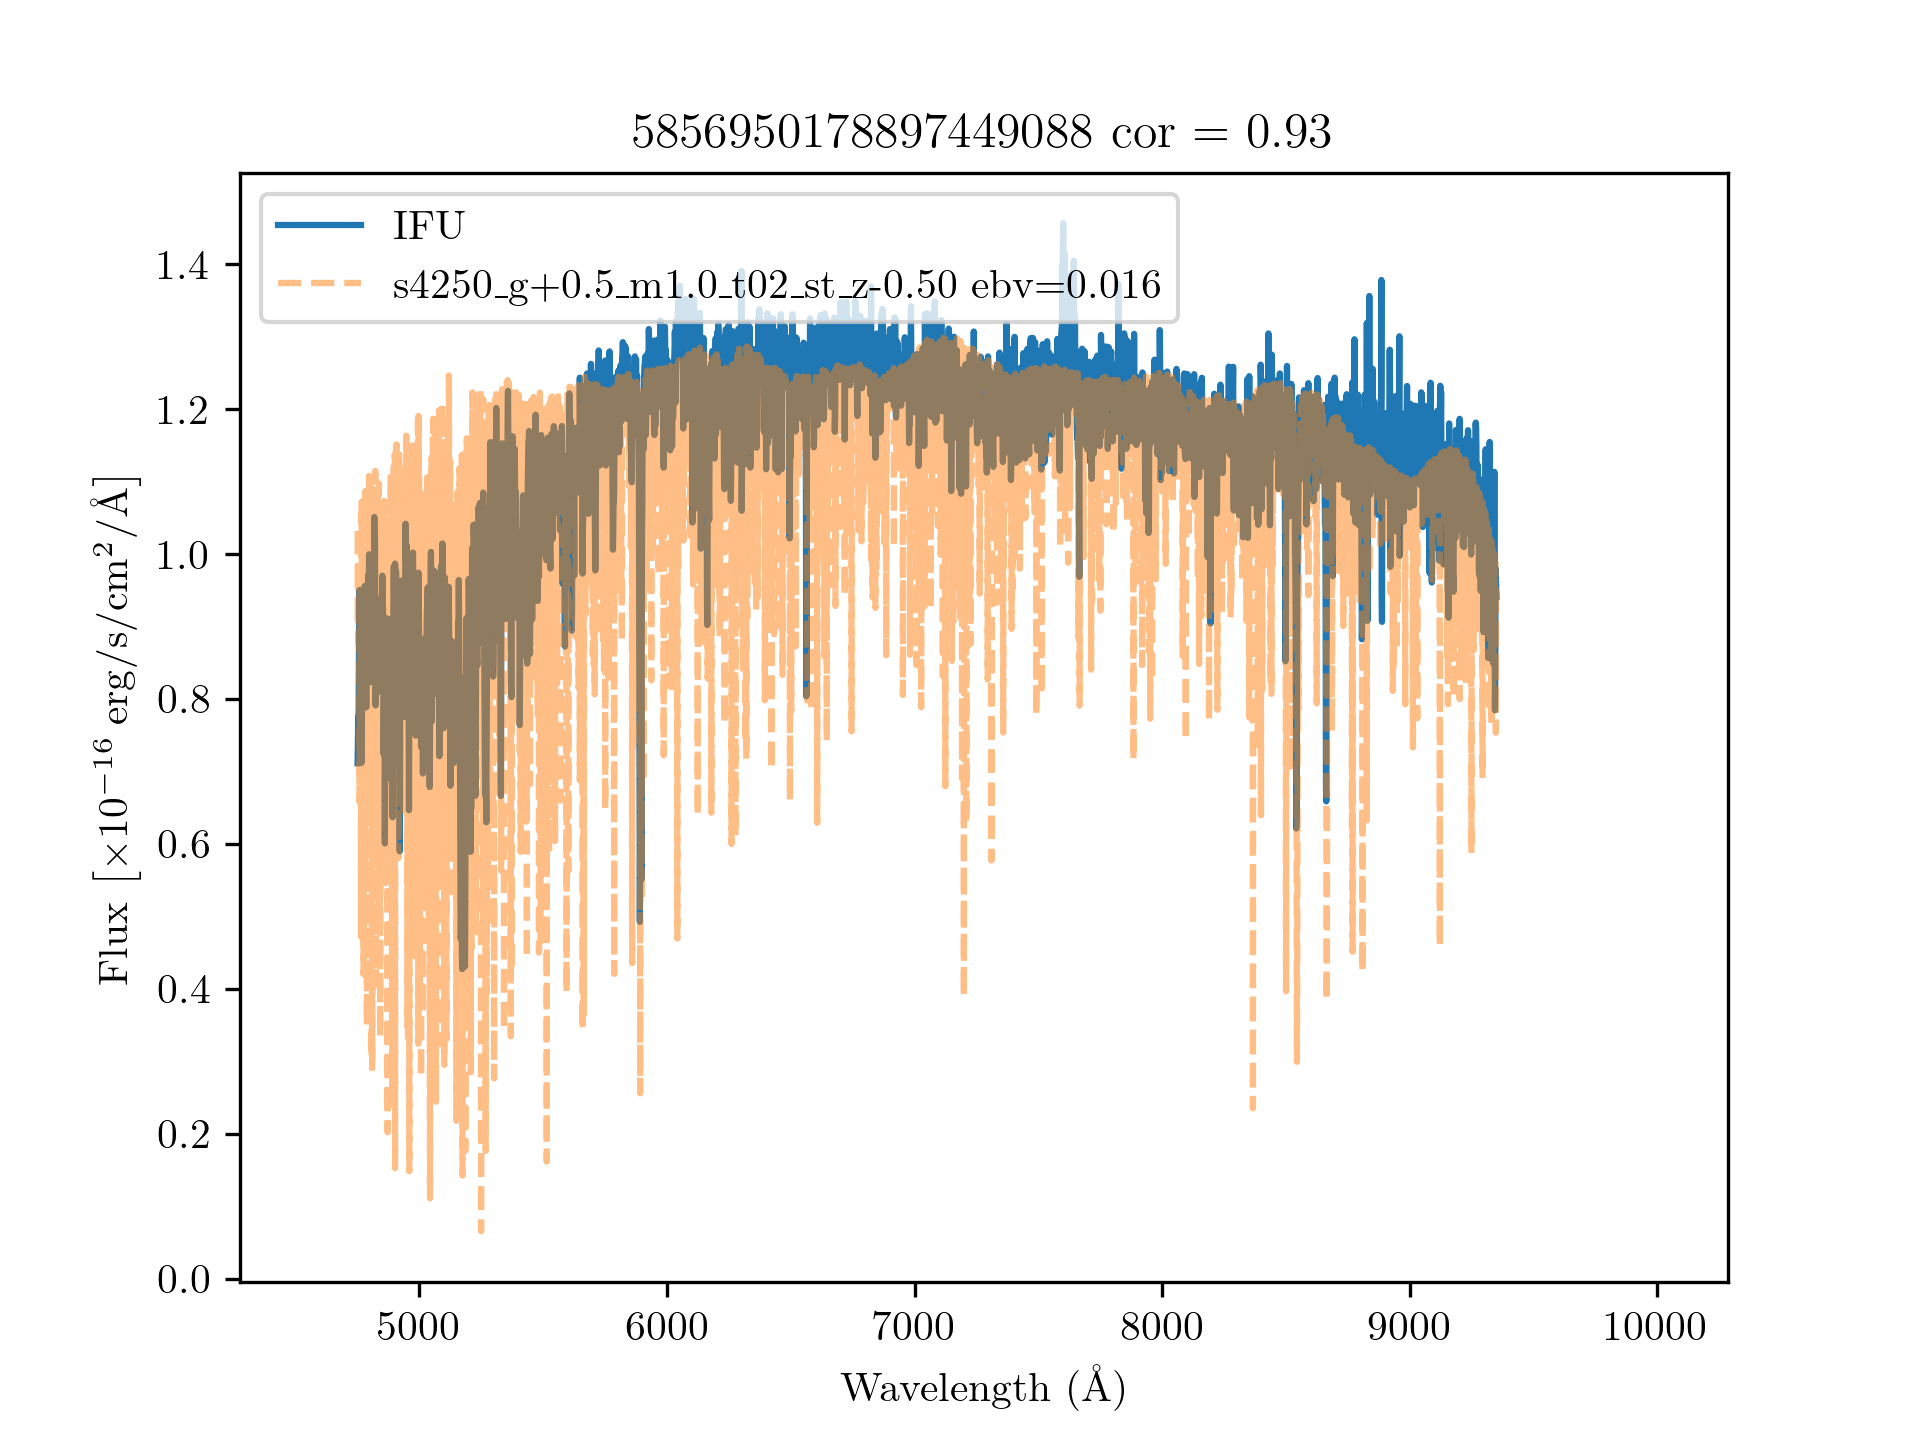 5856950178897449088 cor = 0.93
IFU
s4250_g+0.5_m1.0_t02_st_z-0.50 ebv=0.016
Flux [×10−16 erg/s/cm2/Å]
1.4
1.2
1.0
0.8
0.6
0.4
0.2
0.0
5000 6000 7000 8000 9000 10000
Wavelength (Å)